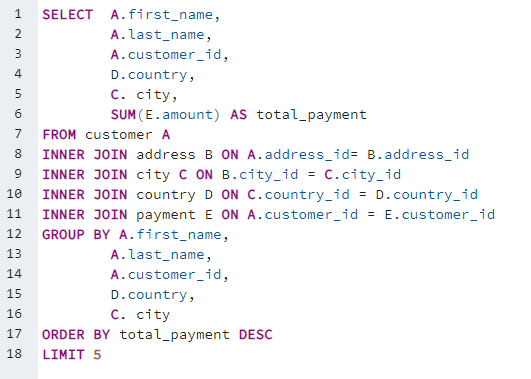 1 SELECT A.first_name,
2 A.last_name,
3 A.customer_id,
4 D.country,
5 C. city,
6 SUM(E.amount) AS total_payment
7 FROM customer A
8 INNER JOIN address B ON A.address_id= B.address_id
9 INNER JOIN city C ON B.city_id = C.city_id
10 INNER JOIN country D ON C.country_id = D.country_id
11 INNER JOIN payment E ON A.customer_id = E.customer_id
12 GROUP BY A.first_name,
13 A.last_name,
14 A.customer_id,
15 D.country,
16 C. city
17 ORDER BY total_payment DESC
18 LIMIT 5